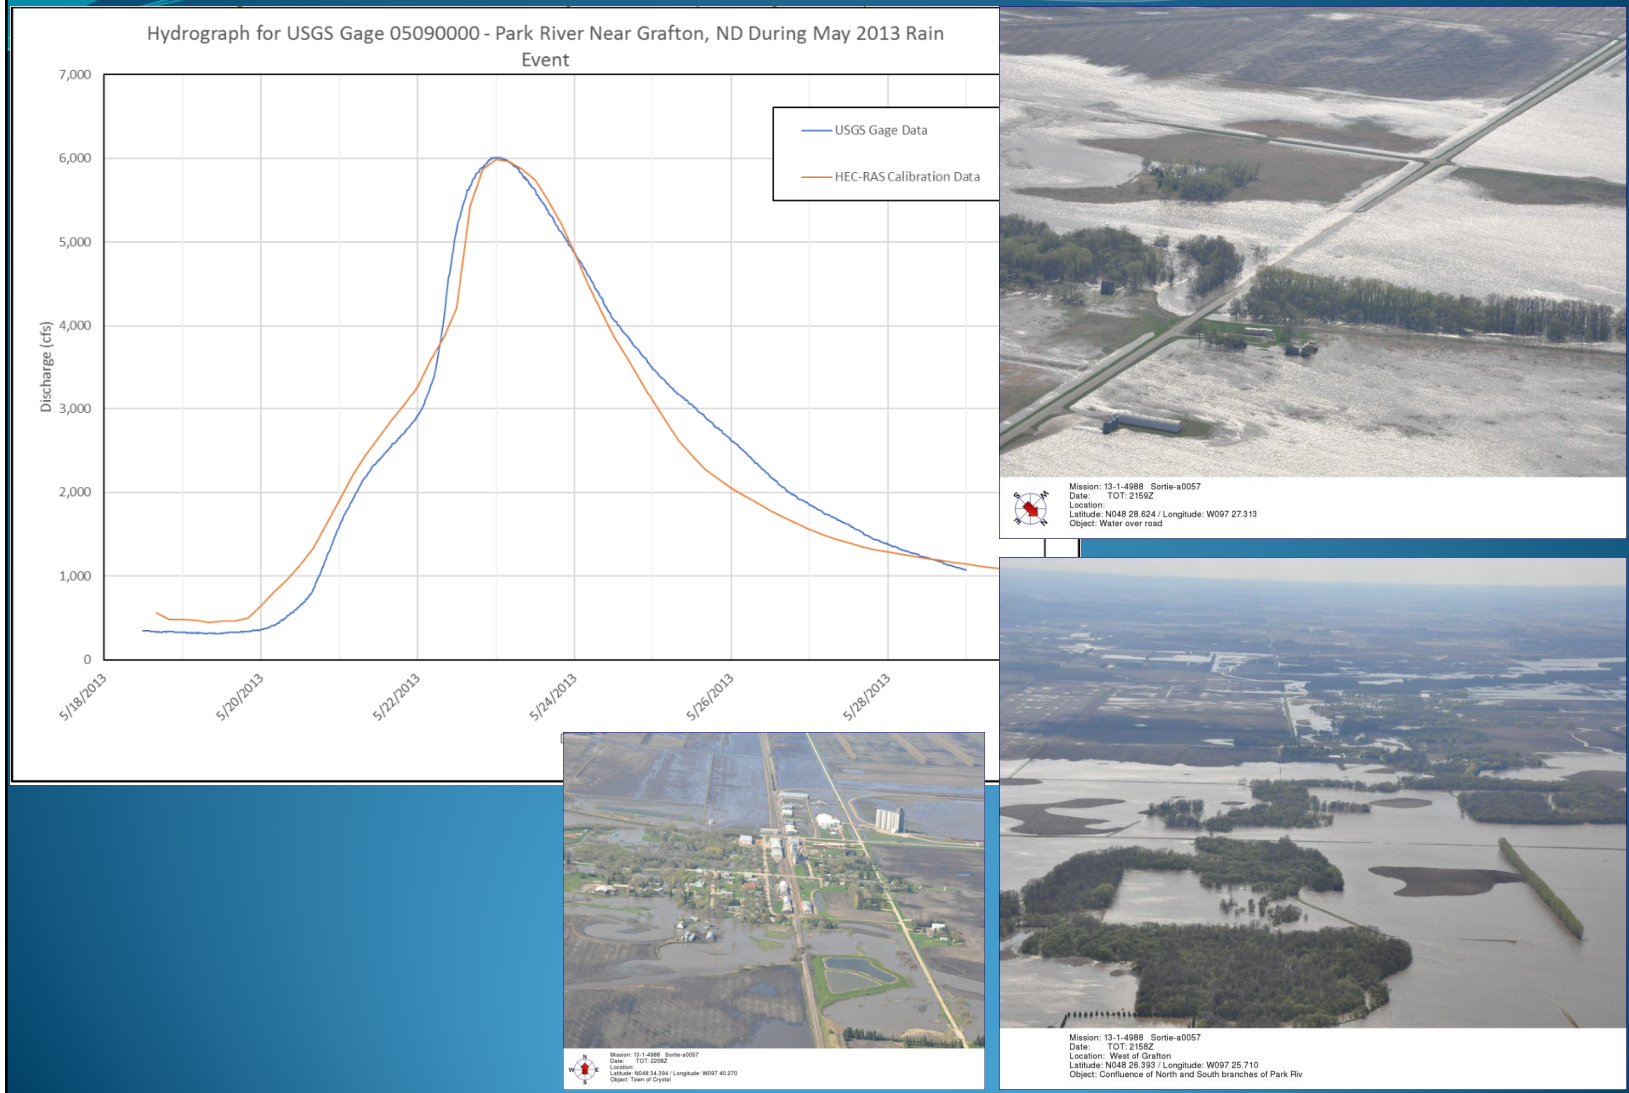 Hydrograph for USGS Gage 05090000 - Park River Near Grafton, ND During May 2013 Rain
Event
7,000
6,000
5,000
4,000
3,000
2,000
1,000
0
Discharge (cfs)
USGS Gage Data
HEC-RAS Calibration Data
5/18/2013
5/20/2013
5/22/2013
5/24/2013
5/26/2013
5/28/2013
S W
E N
Mission: 13-1-4988 Sortie-a0057
Date: TOT: 2159Z
Location:
Latitude: N048 28.624 / Longitude: W097 27.313
Object: Water over road
N
W E
S
Mission: 13-1-4988 Sortie-a0057
Date: TOT: 2208Z
Location:
Latitude: N048 34.394 / Longitude: W097 40.270
Object: Town of Crystal
Mission: 13-1-4988 Sortie-a0057
Date: TOT: 2158Z
Location: West of Grafton
Latitude: N048 26.393 / Longitude: W097 25.710
Object: Confluence of North and South branches of Park Riv